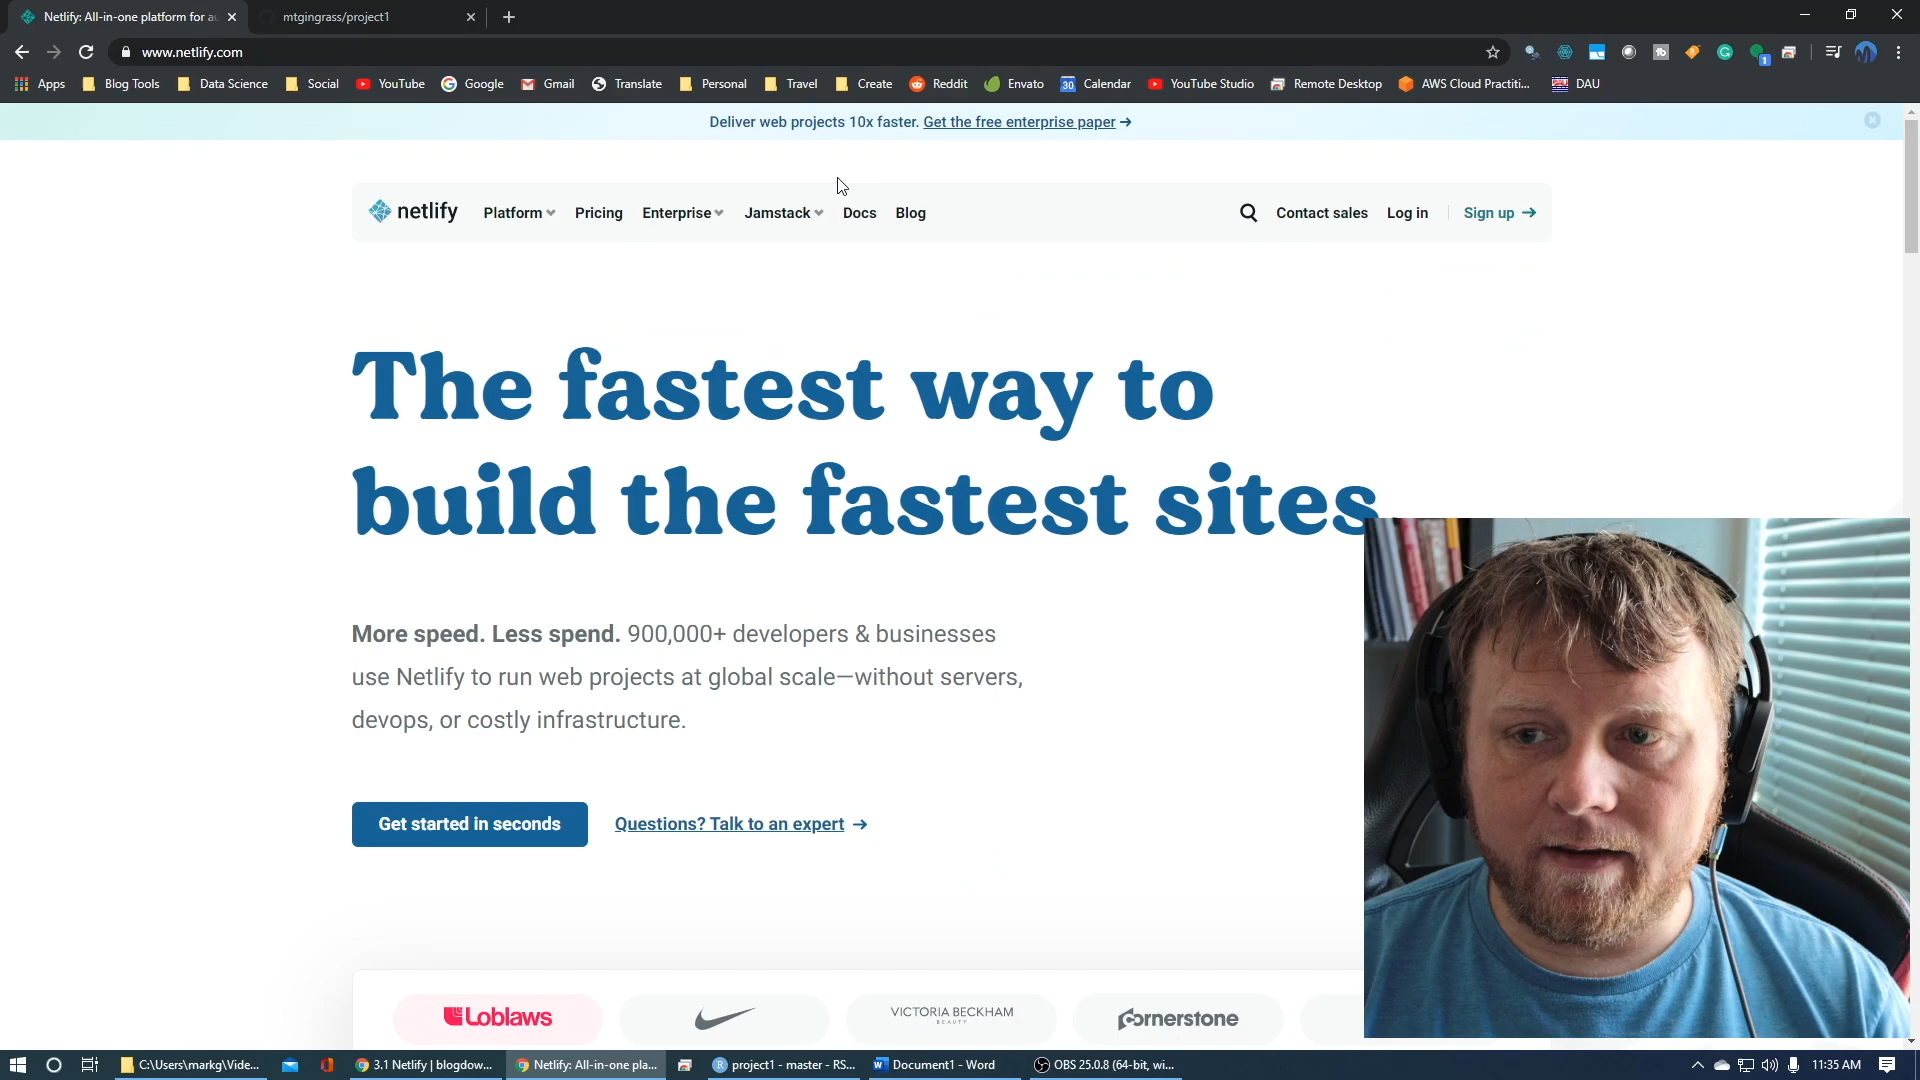 Netlify: All-in-one platform for au
mtgingrass/project1
www.netlify.com
Apps Blog Tools Data Science Social YouTube Google Gmail Translate Personal Travel Create Reddit Envato Calendar YouTube Studio Remote Desktop AWS Cloud Practiti... DAU
Deliver web projects 10x faster. Get the free enterprise paper →
netlify Platform Pricing Enterprise Jamstack Docs Blog Contact sales Log in Sign up →
The fastest way to
build the fastest sites
More speed. Less spend. 900,000+ developers & businesses
use Netlify to run web projects at global scale—without servers,
devops, or costly infrastructure.
Get started in seconds Questions? Talk to an expert →
Loblaws VICTORIA BECKHAM Cornerstone
BEAUTY
C:\Users\markg\Vide... 3.1 Netlify | blogdow... Netlify: All-in-one pla... project1 - master - RS... Document1 - Word OBS 25.0.8 (64-bit, wi... 11:35 AM